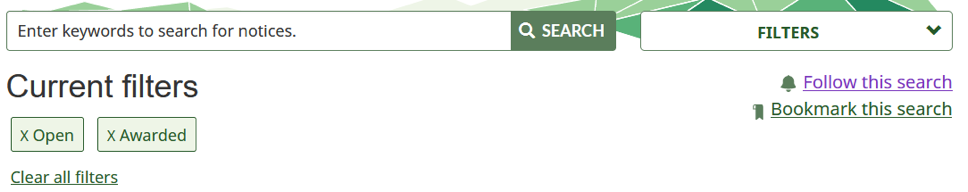 Enter keywords to search for notices.
SEARCH
FILTERS
Current filters
Follow this search
Bookmark this search
X Open
X Awarded
Clear all filters